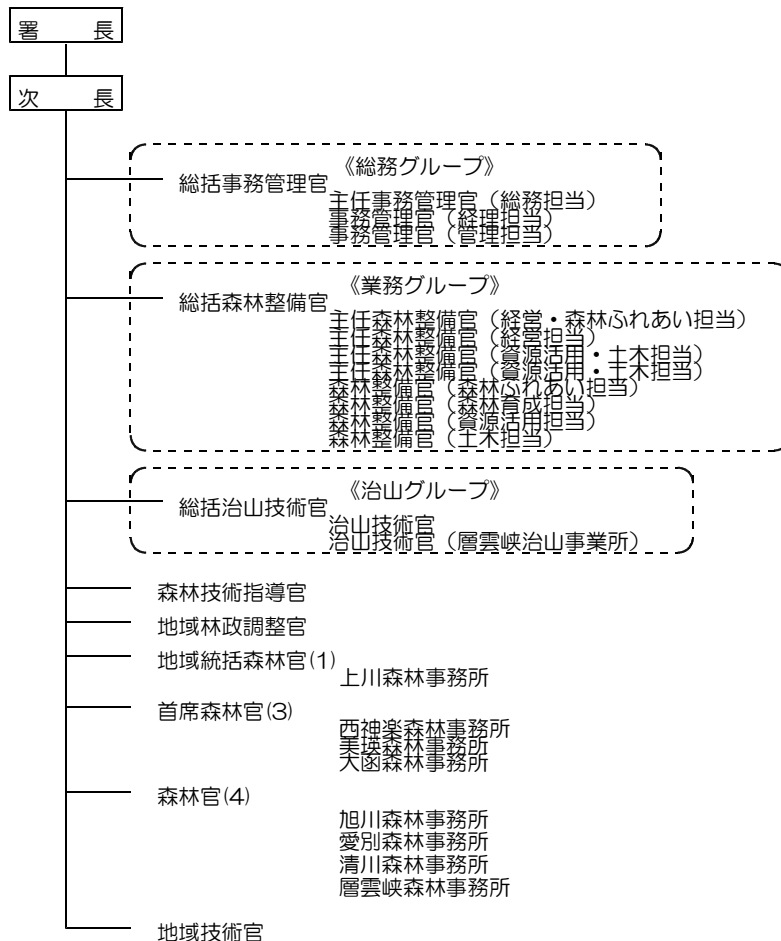 署　　長
次　　長
《総務グループ》
総括事務管理官
主任事務管理官（総務担当）
事務管理官（経理担当）
事務管理官（管理担当）
《業務グループ》
総括森林整備官
主任森林整備官（経営・森林ふれあい担当）
主任森林整備官（経営担当）
主任森林整備官（資源活用・土木担当）
主任森林整備官（資源活用・土木担当）
森林整備官（森林ふれあい担当）
森林整備官（森林育成担当）
森林整備官（資源活用担当）
森林整備官（土木担当）
《治山グループ》
総括治山技術官
治山技術官
治山技術官（層雲峡治山事業所）
森林技術指導官
地域林政調整官
地域統括森林官(1)
上川森林事務所
首席森林官(3)
西神楽森林事務所
美瑛森林事務所
大函森林事務所
森林官(4)
旭川森林事務所
愛別森林事務所
清川森林事務所
層雲峡森林事務所
地域技術官